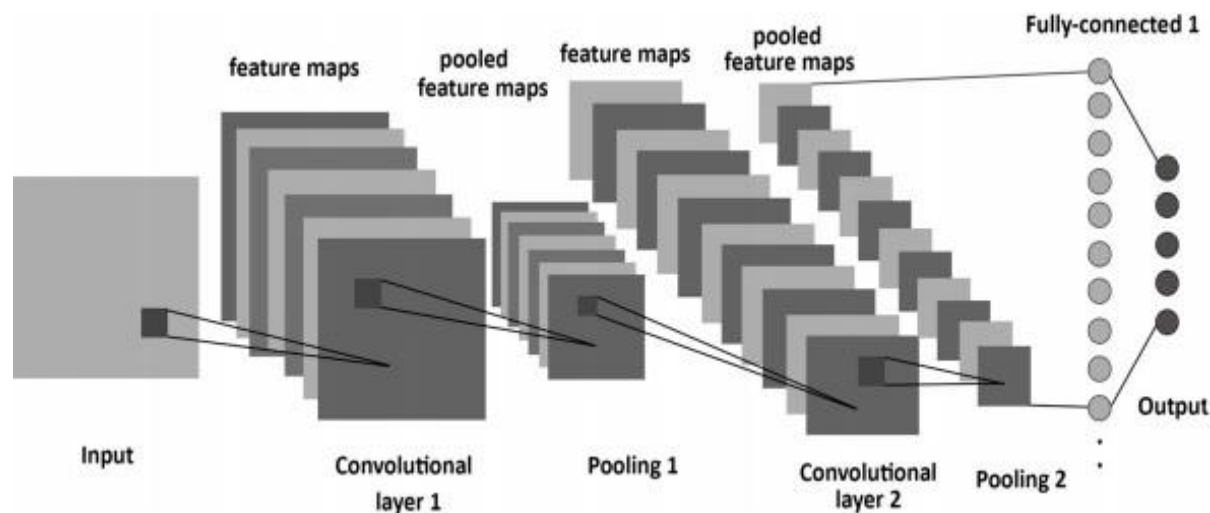 feature maps
pooled
feature maps
feature maps
pooled
feature maps
Fully-connected 1
Input
Convolutional
layer 1
Pooling 1
Convolutional
layer 2
Pooling 2
Output